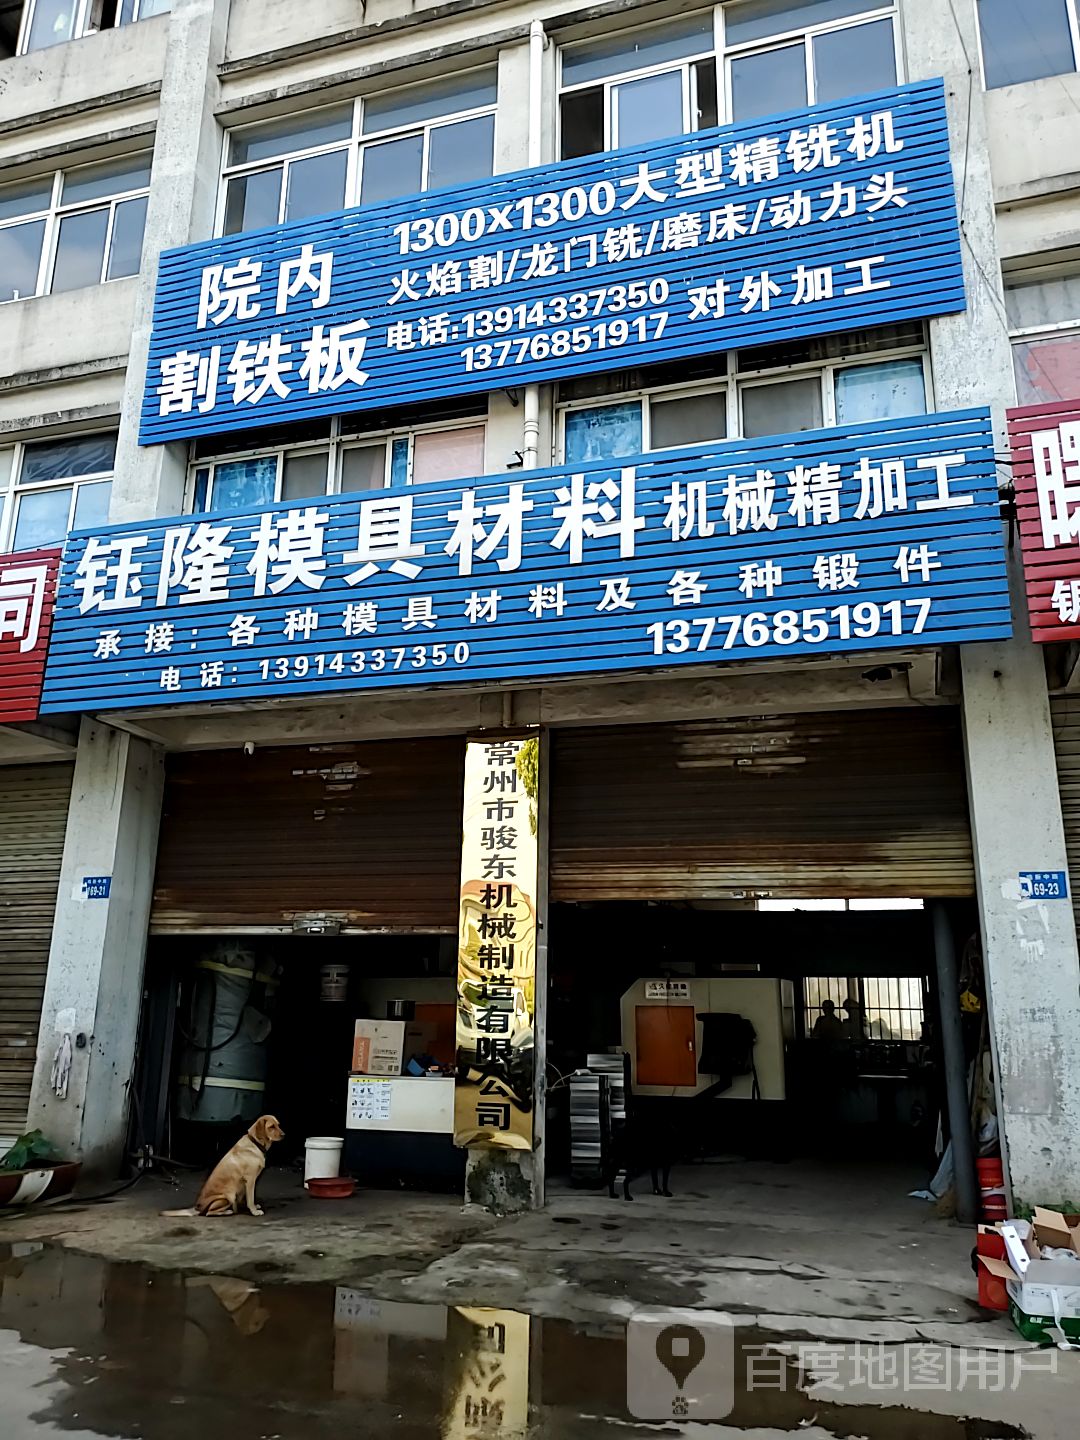 院内
割铁板
1300x1300大型精铣机
火焰割/龙门铣/磨床/动力头
电话:13914337350
13776851917
对外加工
钰隆模具材料 机械精加工
承接：各种模具材料及各种锻件
电话：13914337350
13776851917
司
锯
常州市骏东机械制造有限公司
69-21
69-23
百度地图用户